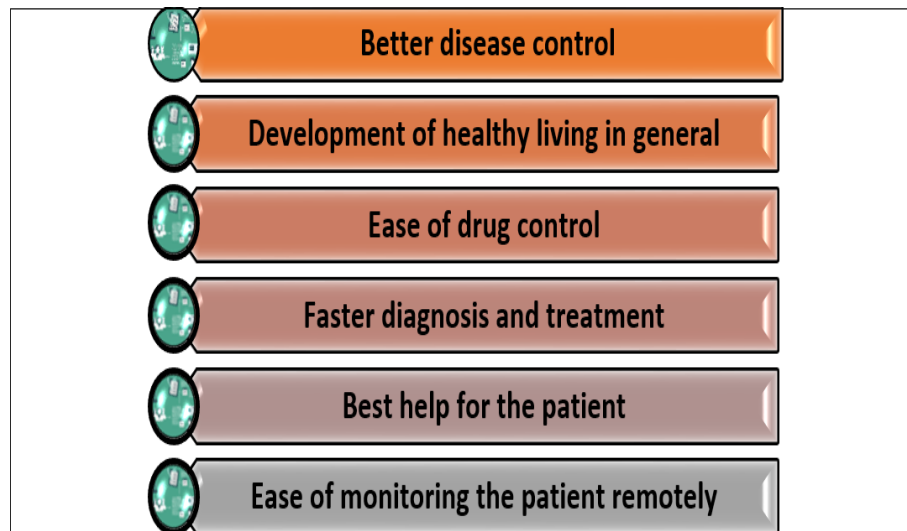 Better disease control
Development of healthy living in general
Ease of drug control
Faster diagnosis and treatment
Best help for the patient
Ease of monitoring the patient remotely